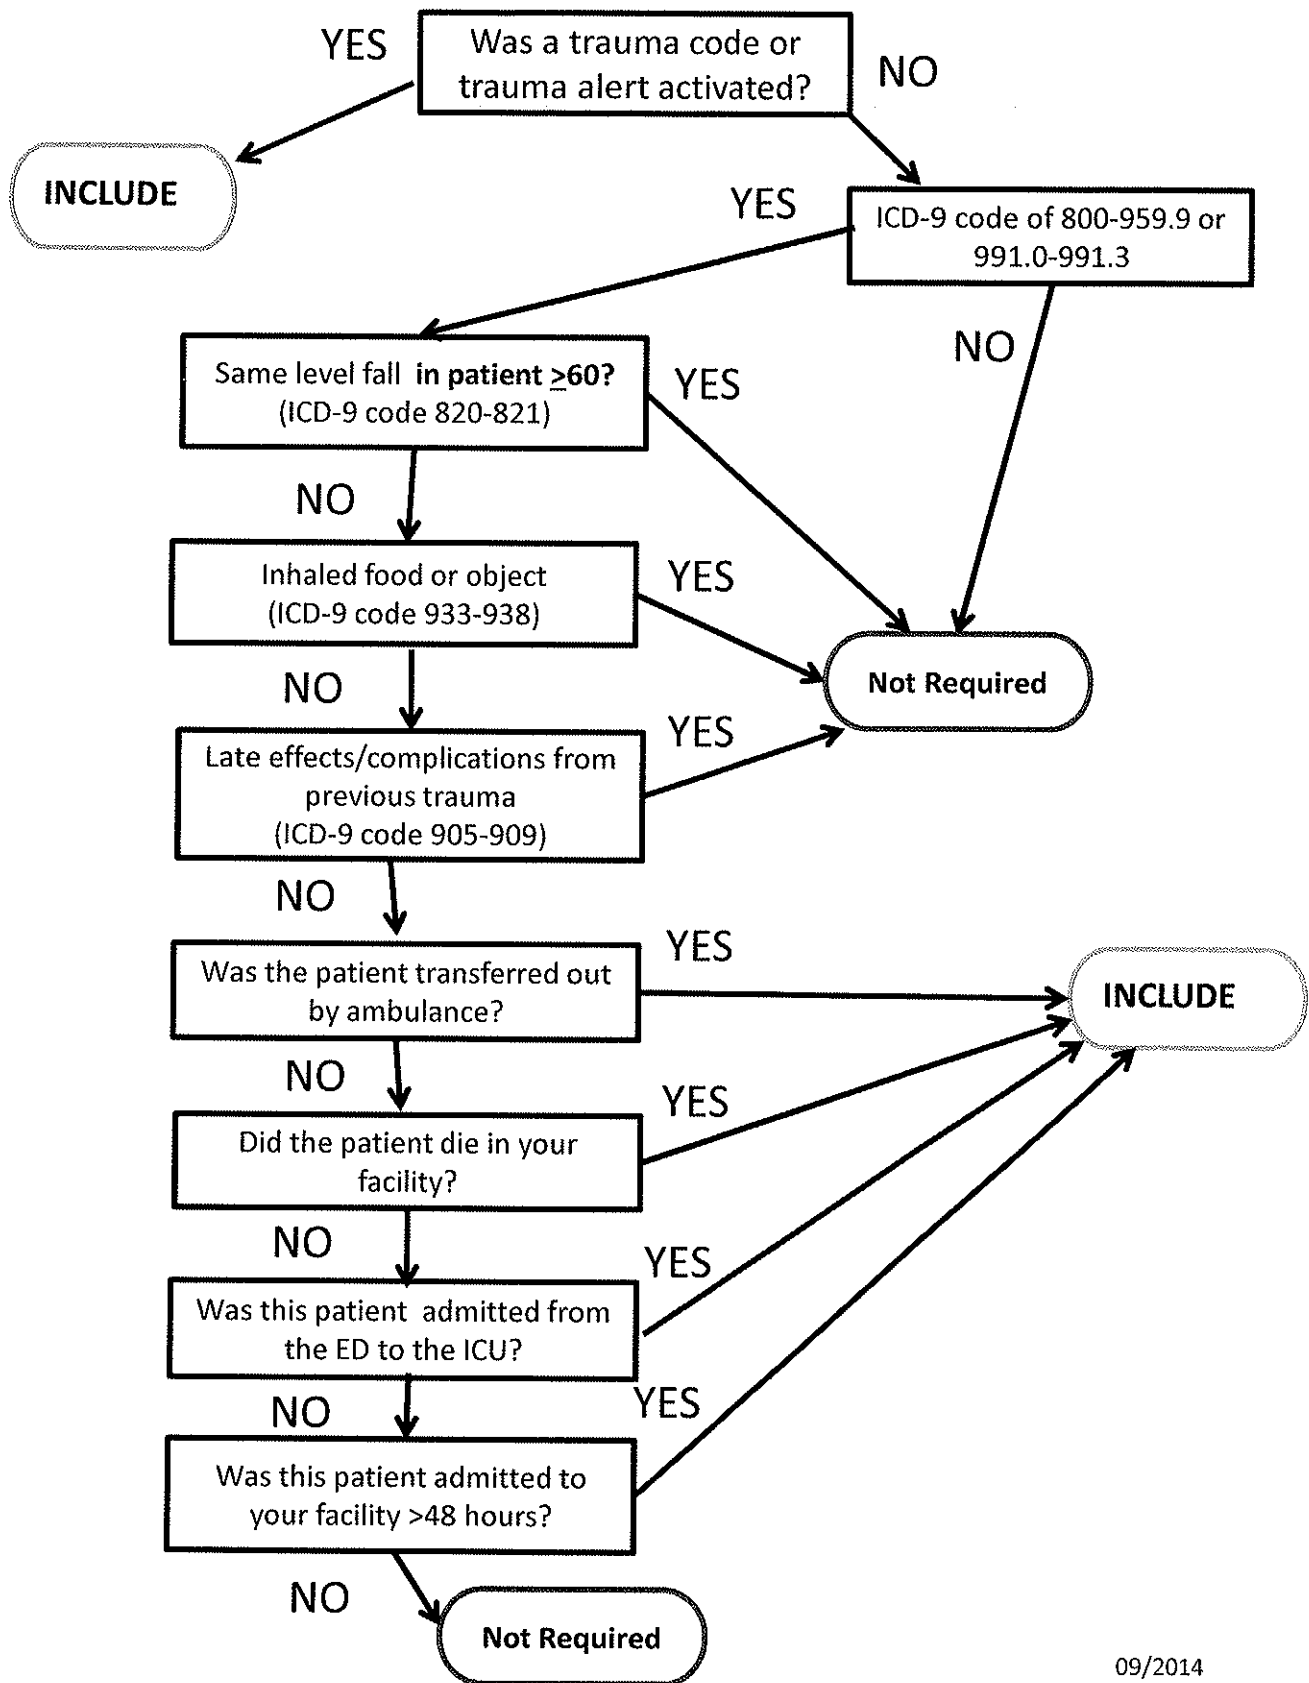 YES
Was a trauma code or
trauma alert activated?
NO
INCLUDE
YES
ICD-9 code of 800-959.9 or
991.0-991.3
NO
Same level fall in patient >60?
(ICD-9 code 820-821)
YES
NO
Inhaled food or object
(ICD-9 code 933-938)
YES
Not Required
NO
Late effects/complications from
previous trauma
(ICD-9 code 905-909)
YES
NO
Was the patient transferred out
by ambulance?
YES
INCLUDE
NO
Did the patient die in your
facility?
YES
NO
Was this patient admitted from
the ED to the ICU?
YES
NO
Was this patient admitted to
your facility >48 hours?
YES
NO
Not Required
09/2014